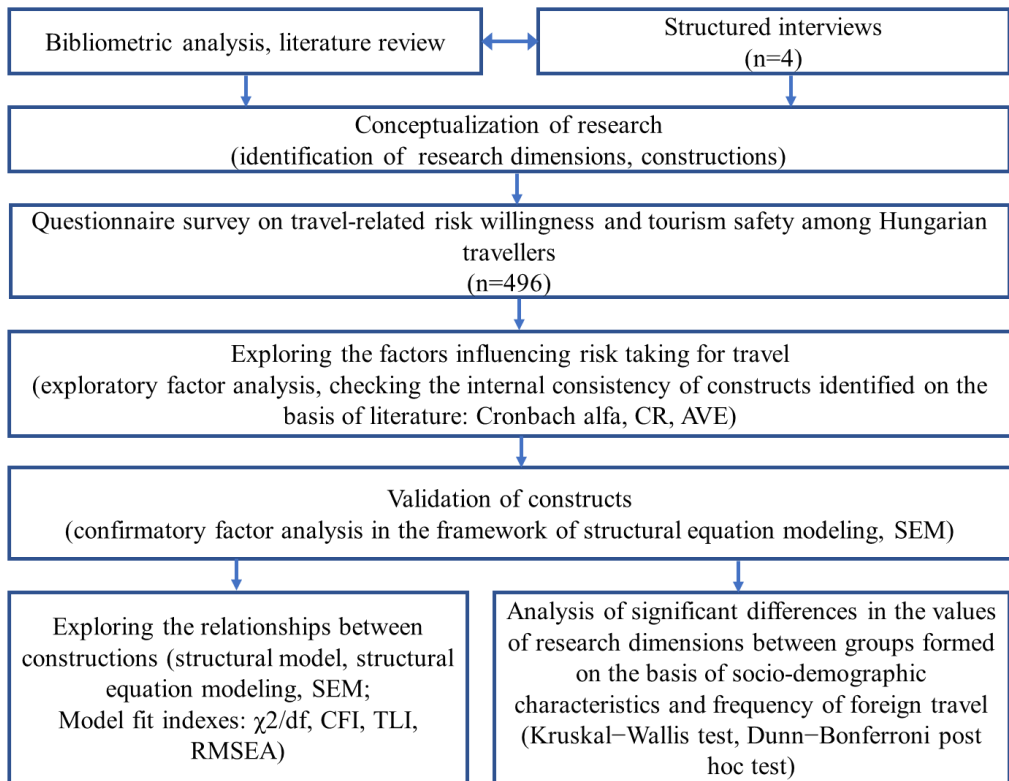 Bibliometric analysis, literature review
Structured interviews
(n=4)
Conceptualization of research
(identification of research dimensions, constructions)
Questionnaire survey on travel-related risk willingness and tourism safety among Hungarian
travellers
(n=496)
Exploring the factors influencing risk taking for travel
(exploratory factor analysis, checking the internal consistency of constructs identified on the
basis of literature: Cronbach alfa, CR, AVE)
Validation of constructs
(confirmatory factor analysis in the framework of structural equation modeling, SEM)
Exploring the relationships between
constructions (structural model, structural
equation modeling, SEM;
Model fit indexes: χ2/df, CFI, TLI,
RMSEA)
Analysis of significant differences in the values
of research dimensions between groups formed
on the basis of socio-demographic
characteristics and frequency of foreign travel
(Kruskal−Wallis test, Dunn−Bonferroni post
hoc test)